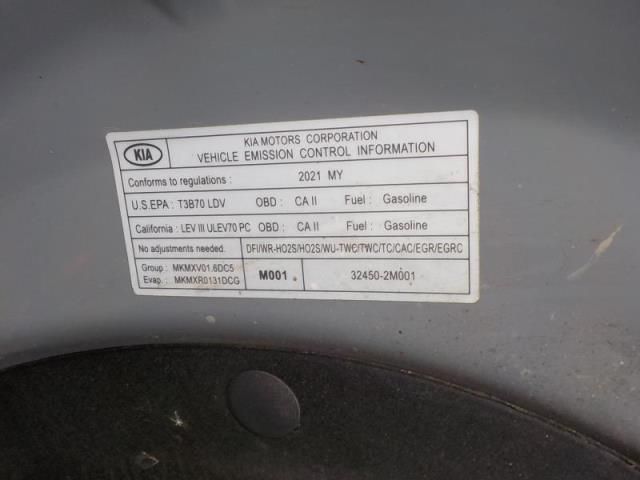 KIA KIA MOTORS CORPORATION
VEHICLE EMISSION CONTROL INFORMATION
Conforms to regulations : 2021 MY
U.S.EPA : T3B70 LDV OBD : CA II Fuel : Gasoline
California : LEV III ULEV70 PC OBD : CA II Fuel : Gasoline
No adjustments needed. DFI/WR-HO2S/HO2S/WU-TWC/TWC/TC/CAC/EGR/EGRC
Group : MKMXV01.6DC5
Evap. : MKMXR0131DCG
M001 32450-2M001